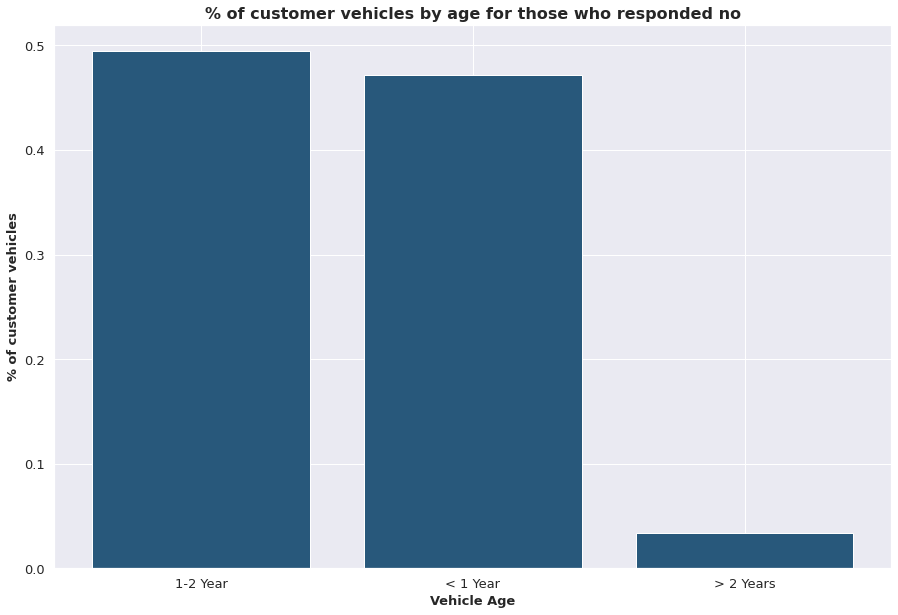 % of customer vehicles by age for those who responded no
% of customer vehicles
0.5
0.4
0.3
0.2
0.1
0.0
1-2 Year
< 1 Year
> 2 Years
Vehicle Age